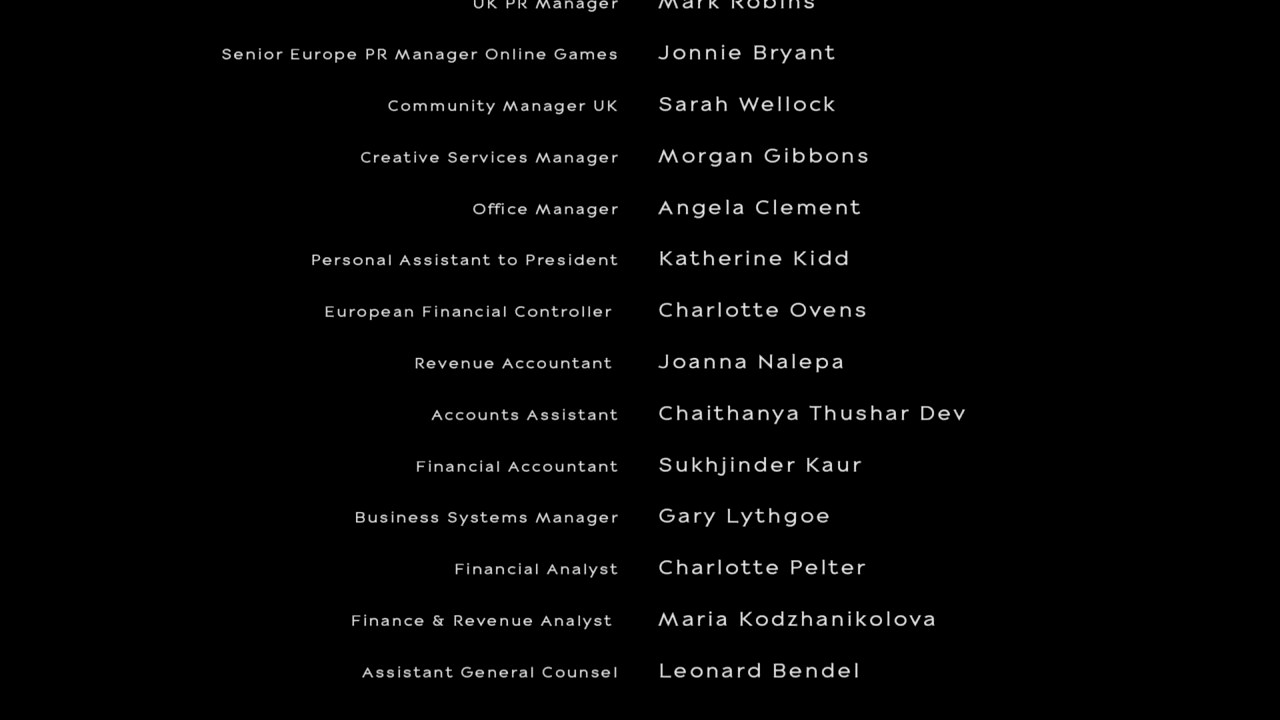 UK PR Manager Mark Robins
Senior Europe PR Manager Online Games Jonnie Bryant
Community Manager UK Sarah Wellock
Creative Services Manager Morgan Gibbons
Office Manager Angela Clement
Personal Assistant to President Katherine Kidd
European Financial Controller Charlotte Ovens
Revenue Accountant Joanna Nalepa
Accounts Assistant Chaithanya Thushar Dev
Financial Accountant Sukhjinder Kaur
Business Systems Manager Gary Lythgoe
Financial Analyst Charlotte Pelter
Finance & Revenue Analyst Maria Kodzhanikolova
Assistant General Counsel Leonard Bendel